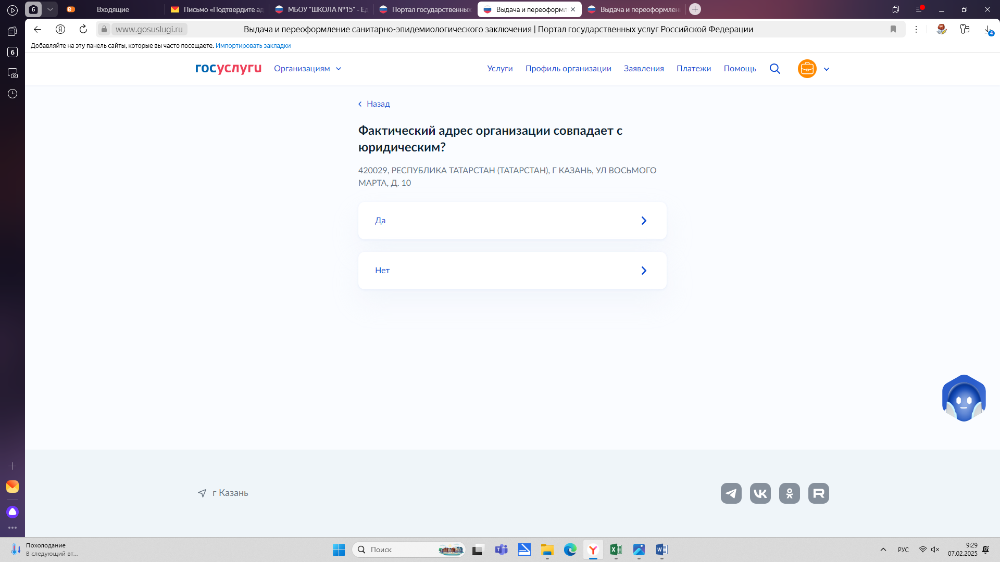 6
Входящие
Письмо «Подтвердите ад
МБОУ "ШКОЛА №15" - Ед
Портал государственных
Выдача и переоформл
Выдача и переоформлени
www.gosuslugi.ru
Выдача и переоформление санитарно-эпидемиологического заключения | Портал государственных услуг Российской Федерации
4
Добавляйте на эту панель сайты, которые вы часто посещаете. Импортировать закладки
6
госуслуги
Организациям
Услуги
Профиль организации
Заявления
Платежи
Помощь
Назад
Фактический адрес организации совпадает с
юридическим?
420029, РЕСПУБЛИКА ТАТАРСТАН (ТАТАРСТАН), Г КАЗАНЬ, УЛ ВОСЬМОГО
МАРТА, Д. 10
Да
Нет
г Казань
Похолодание
В следующий вт...
Поиск
РУС
9:29
07.02.2025